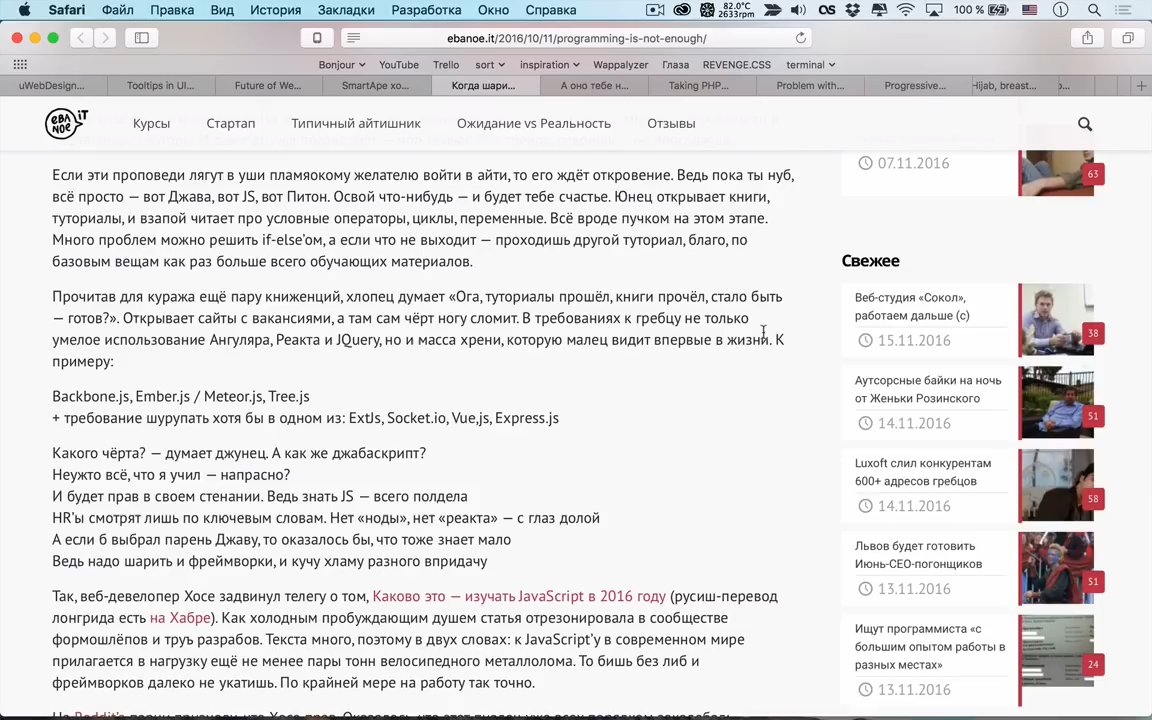 Safari Файл Правка Вид История Закладки Разработка Окно Справка
82.0°C
2633rpm
100 %
ebanoe.it/2016/10/11/programming-is-not-enough/
Bonjour YouTube Trello sort inspiration Wappalyzer Глаза REVENGE.CSS terminal
uWebDesign... Tooltips in UI... Future of We... SmartApe хо... Когда шари... А оно тебе н... Taking PHP... Problem with... Progressive... Hijab, breast...
ебаNOE iT
Курсы Стартап Типичный айтишник Ожидание vs Реальность Отзывы
Если эти проповеди лягут в уши пламяокому желателю войти в айти, то его ждёт откровение. Ведь пока ты нуб,
всё просто — вот Джава, вот JS, вот Питон. Освой что-нибудь — и будет тебе счастье. Юнец открывает книги,
туториалы, и взапой читает про условные операторы, циклы, переменные. Всё вроде пучком на этом этапе.
Много проблем можно решить if-else'ом, а если что не выходит — проходишь другой туториал, благо, по
базовым вещам как раз больше всего обучающих материалов.
Прочитав для куража ещё пару книженций, хлопец думает «Ога, туториалы прошёл, книги прочёл, стало быть
— готов?». Открывает сайты с вакансиями, а там сам чёрт ногу сломит. В требованиях к гребцу не только
умелое использование Ангуляра, Реакта и JQuery, но и масса хрени, которую малец видит впервые в жизни. К
примеру:
Backbone.js, Ember.js / Meteor.js, Tree.js
+ требование шурупать хотя бы в одном из: ExtJs, Socket.io, Vue,js, Express.js
Какого чёрта? — думает джунец. А как же джабаскрипт?
Неужто всё, что я учил — напрасно?
И будет прав в своем стенании. Ведь знать JS — всего полдела
HR'ы смотрят лишь по ключевым словам. Нет «ноды», нет «реакта» — с глаз долой
А если б выбрал парень Джаву, то оказалось бы, что тоже знает мало
Ведь надо шарить и фреймворки, и кучу хламу разного впридачу
Так, веб-девелопер Хосе задвинул телегу о том, Каково это — изучать JavaScript в 2016 году (русиш-перевод
лонгрида есть на Хабре). Как холодным пробуждающим душем статья отрезонировала в сообществе
формошлёпов и труъ разрабов. Текста много, поэтому в двух словах: к JavaScript'у в современном мире
прилагается в нагрузку ещё не менее пары тонн велосипедного металлолома. То бишь без либ и
фреймворков далеко не укатишь. По крайней мере на работу так точно.
07.11.2016
63
Свежее
Веб-студия «Сокол»,
работаем дальше (с)
15.11.2016
38
Аутсорсные байки на ночь
от Женьки Розинского
14.11.2016
51
Luxoft слил конкурентам
600+ адресов гребцов
14.11.2016
58
Львов будет готовить
Июнь-CEO-погонщиков
13.11.2016
51
Ищут программиста «с
большим опытом работы в
разных местах»
13.11.2016
24